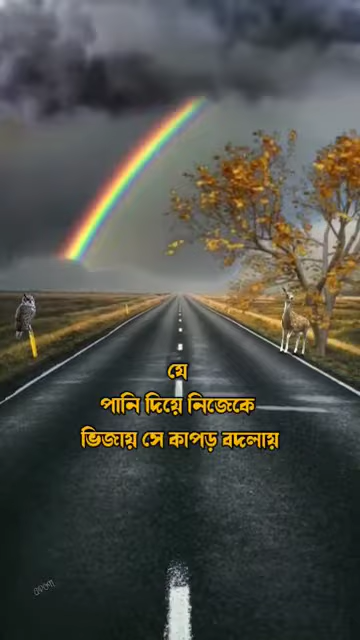 যে
পানি দিয়ে নিজেকে
ভিজায় সে কাপড় বদলায়